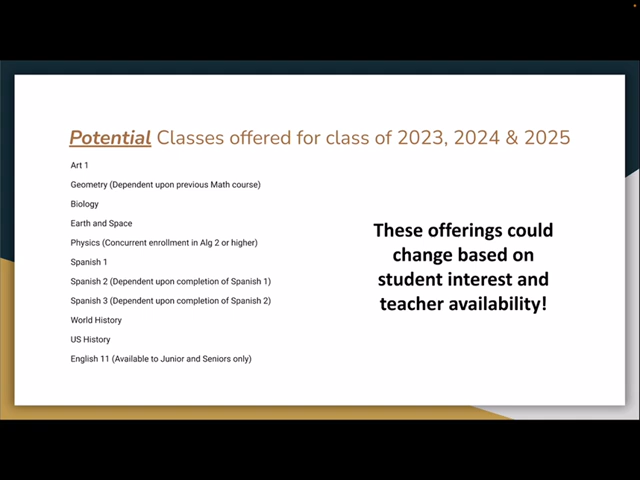 Potential Classes offered for class of 2023, 2024 & 2025
Art 1
Geometry (Dependent upon previous Math course)
Biology
Earth and Space
Physics (Concurrent enrollment in Alg 2 or higher)
Spanish 1
Spanish 2 (Dependent upon completion of Spanish 1)
Spanish 3 (Dependent upon completion of Spanish 2)
World History
US History
English 11 (Available to Junior and Seniors only)
These offerings could
change based on
student interest and
teacher availability!